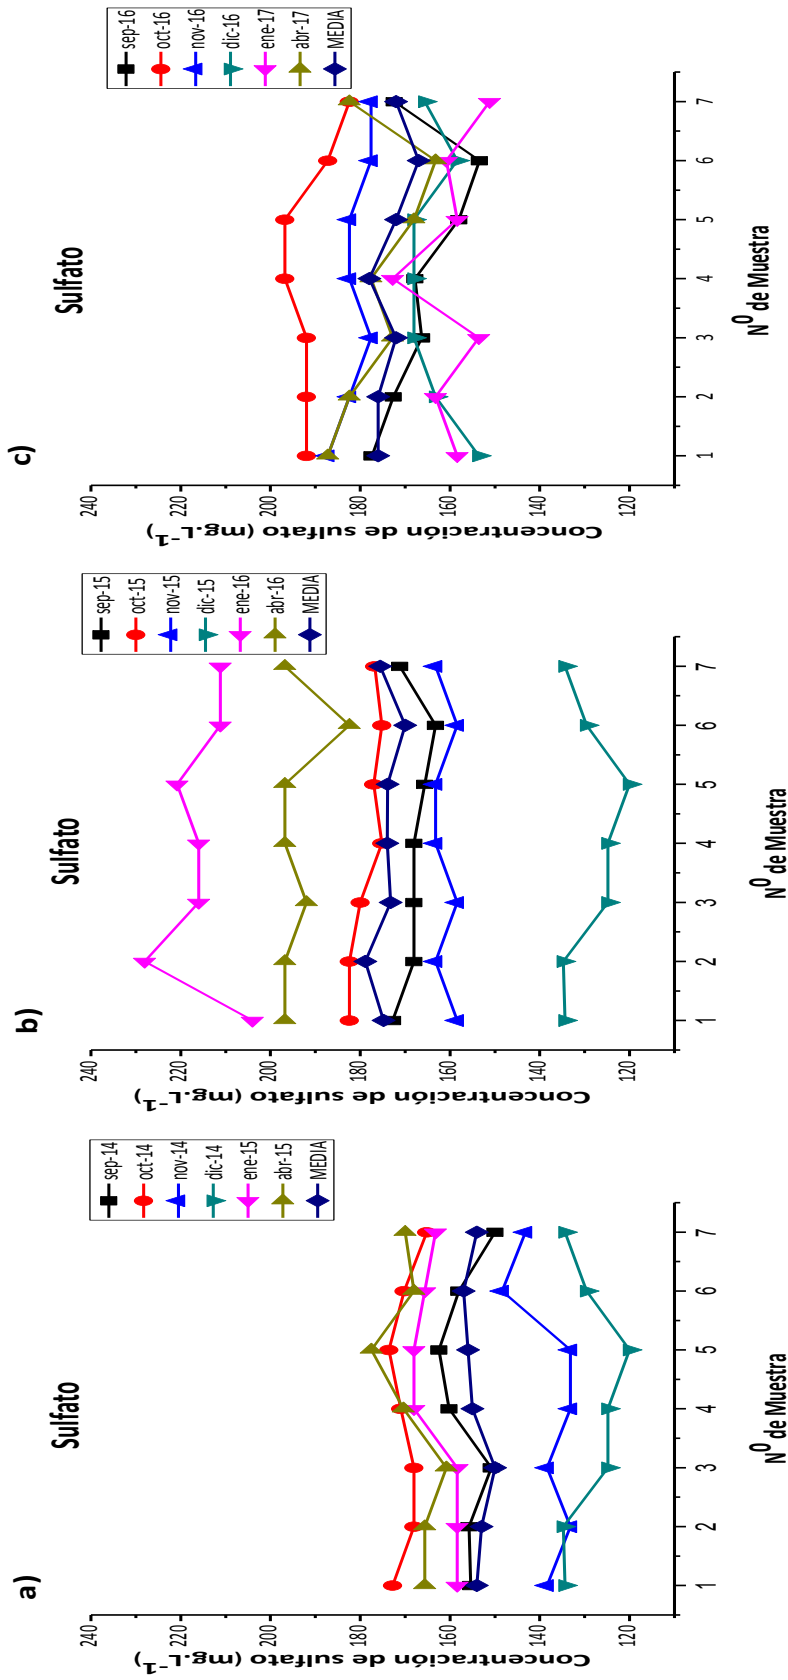 a)
Sulfato
sep-14
oct-14
nov-14
dic-14
ene-15
abr-15
MEDIA
Concentración de sulfato (mg.L⁻¹)
240
220
200
180
160
140
120
1 2 3 4 5 6 7
N⁰ de Muestra
b)
Sulfato
sep-15
oct-15
nov-15
dic-15
ene-16
abr-16
MEDIA
Concentración de sulfato (mg.L⁻¹)
240
220
200
180
160
140
120
1 2 3 4 5 6 7
N⁰ de Muestra
c)
Sulfato
sep-16
oct-16
nov-16
dic-16
ene-17
abr-17
MEDIA
Concentración de sulfato (mg.L⁻¹)
240
220
200
180
160
140
120
1 2 3 4 5 6 7
N⁰ de Muestra